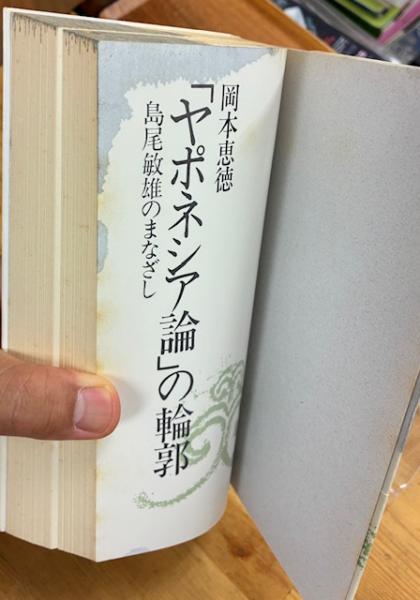 岡本恵徳
「ヤポネシア論」の輪郭
島尾敏雄のまなざし